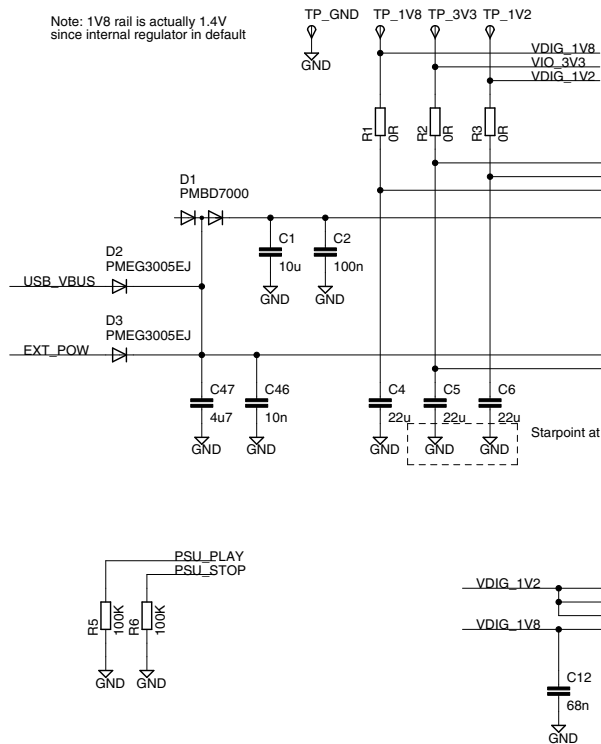 Note: 1V8 rail is actually 1.4V
since internal regulator in default
TP_GND
TP_1V8
TP_3V3
TP_1V2
GND
VDIG_1V8
VIO_3V3
VDIG_1V2
R1
0R
R2
0R
R3
0R
D1
PMBD7000
C1
10u
GND
C2
100n
GND
D2
PMEG3005EJ
USB_VBUS
D3
PMEG3005EJ
EXT_POW
C47
4u7
GND
C46
10n
GND
C4
22u
GND
C5
22u
GND
C6
22u
GND
Starpoint at
PSU_PLAY
PSU_STOP
R5
100K
GND
R6
100K
GND
VDIG_1V2
VDIG_1V8
C12
68n
GND